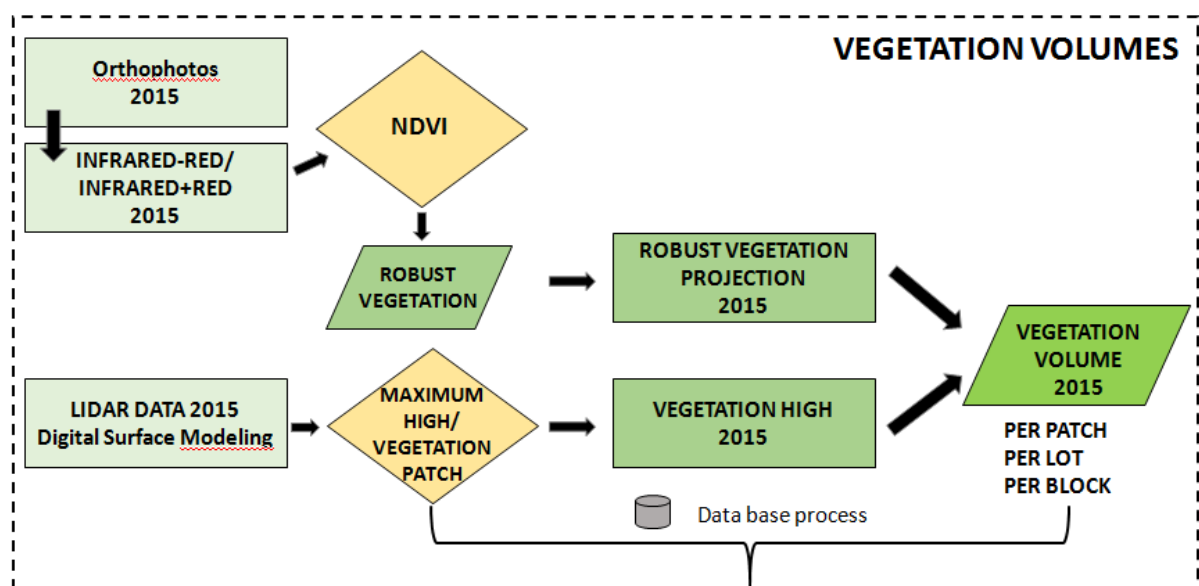 VEGETATION VOLUMES
Orthophotos
2015
INFRARED-RED/
INFRARED+RED
2015
NDVI
ROBUST
VEGETATION
ROBUST VEGETATION
PROJECTION
2015
LIDAR DATA 2015
Digital Surface Modeling
MAXIMUM
HIGH/
VEGETATION
PATCH
VEGETATION HIGH
2015
VEGETATION
VOLUME
2015
PER PATCH
PER LOT
PER BLOCK
Data base process